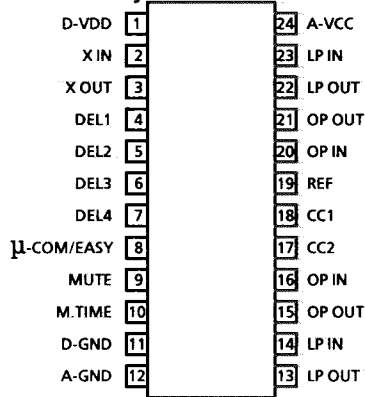 D-VDD 1 24 A-VCC
X IN 2 23 LP IN
X OUT 3 22 LP OUT
DEL1 4 21 OP OUT
DEL2 5 20 OP IN
DEL3 6 19 REF
DEL4 7 18 CC1
μ-COM/EASY 8 17 CC2
MUTE 9 16 OP IN
M.TIME 10 15 OP OUT
D-GND 11 14 LP IN
A-GND 12 13 LP OUT